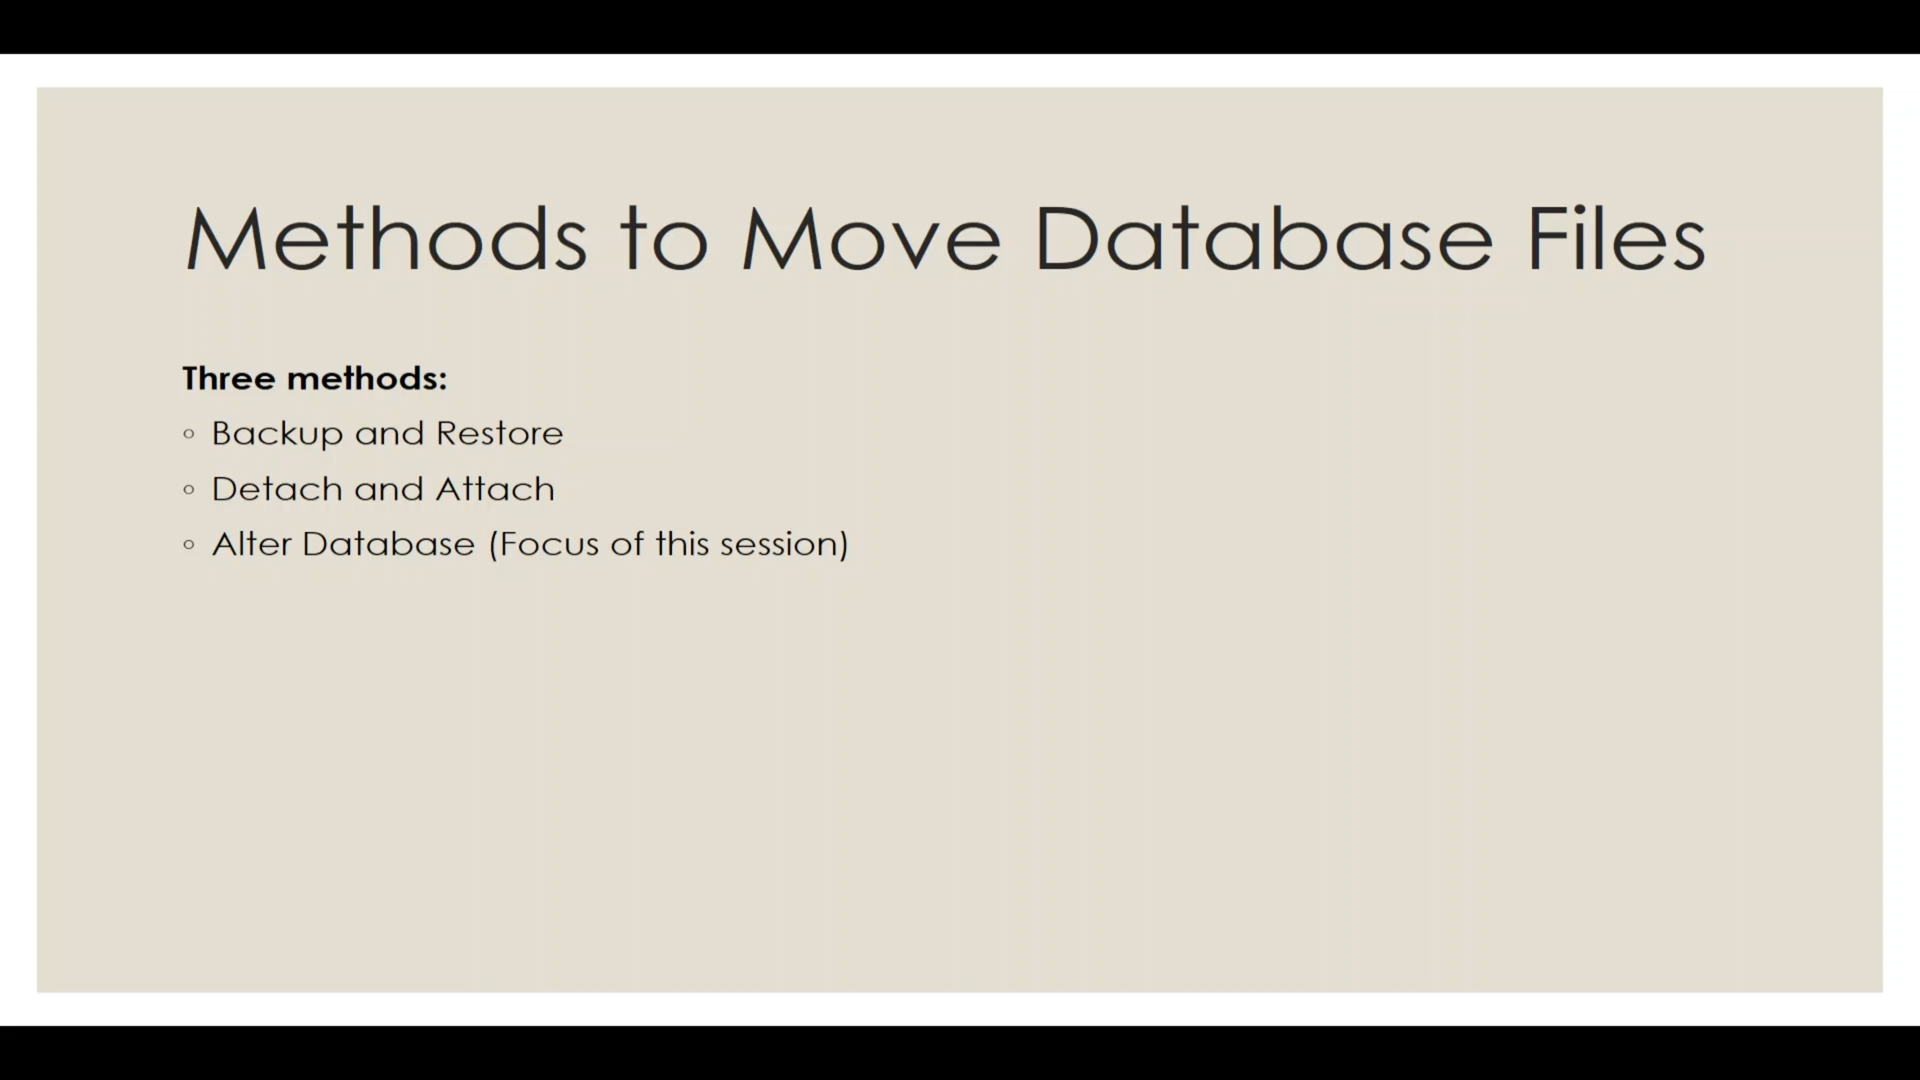 Methods to Move Database Files
Three methods:
◦ Backup and Restore
◦ Detach and Attach
◦ Alter Database (Focus of this session)